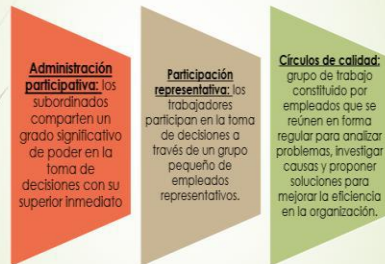 Administración
participativa: los
subordinados
comparten un
grado significativo
de poder en la
toma de
decisiones con su
superior inmediato
Participación
representativa: los
trabajadores
participan en la toma
de decisiones a
través de un grupo
pequeño de
empleados
representativos.
Círculos de calidad:
grupo de trabajo
constituido por
empleados que se
reúnen en forma
regular para analizar
problemas, investigar
causas y proponer
soluciones para
mejorar la eficiencia
en la organización.